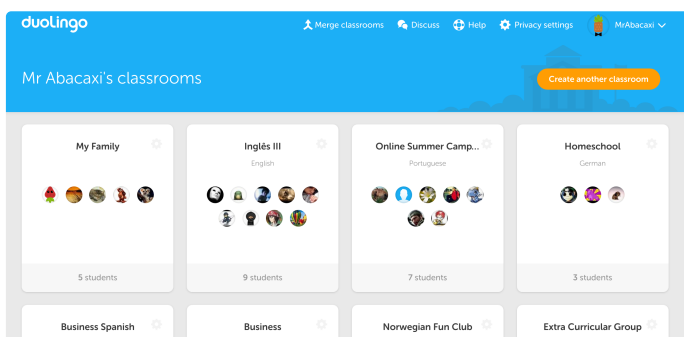 duolingo
Merge classrooms Discuss Help Privacy settings MrAbacaxi
Mr Abacaxi's classrooms
Create another classroom
My Family Inglês III Online Summer Camp... Homeschool
English Portuguese German
5 students 9 students 7 students 3 students
Business Spanish Business Norwegian Fun Club Extra Curricular Group